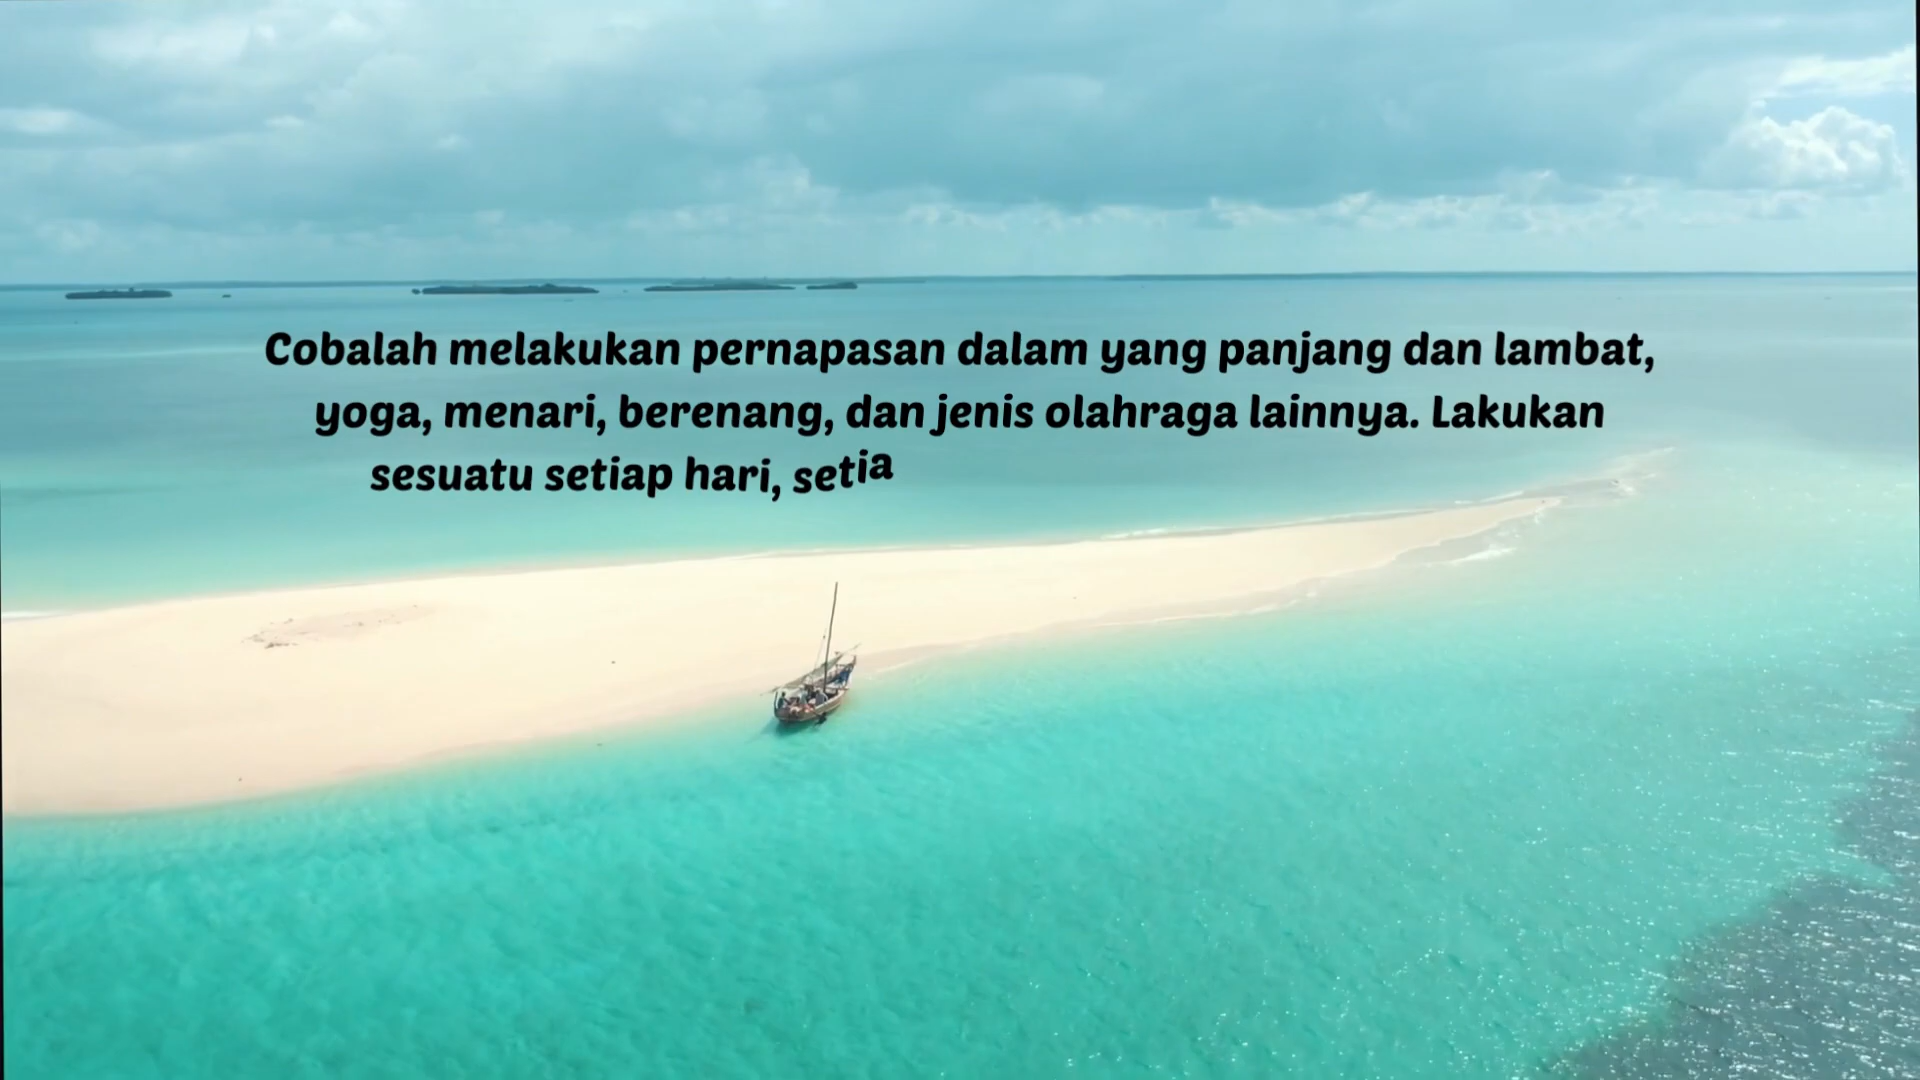 Cobalah melakukan pernapasan dalam yang panjang dan lambat,
yoga, menari, berenang, dan jenis olahraga lainnya. Lakukan
sesuatu setiap hari, setia